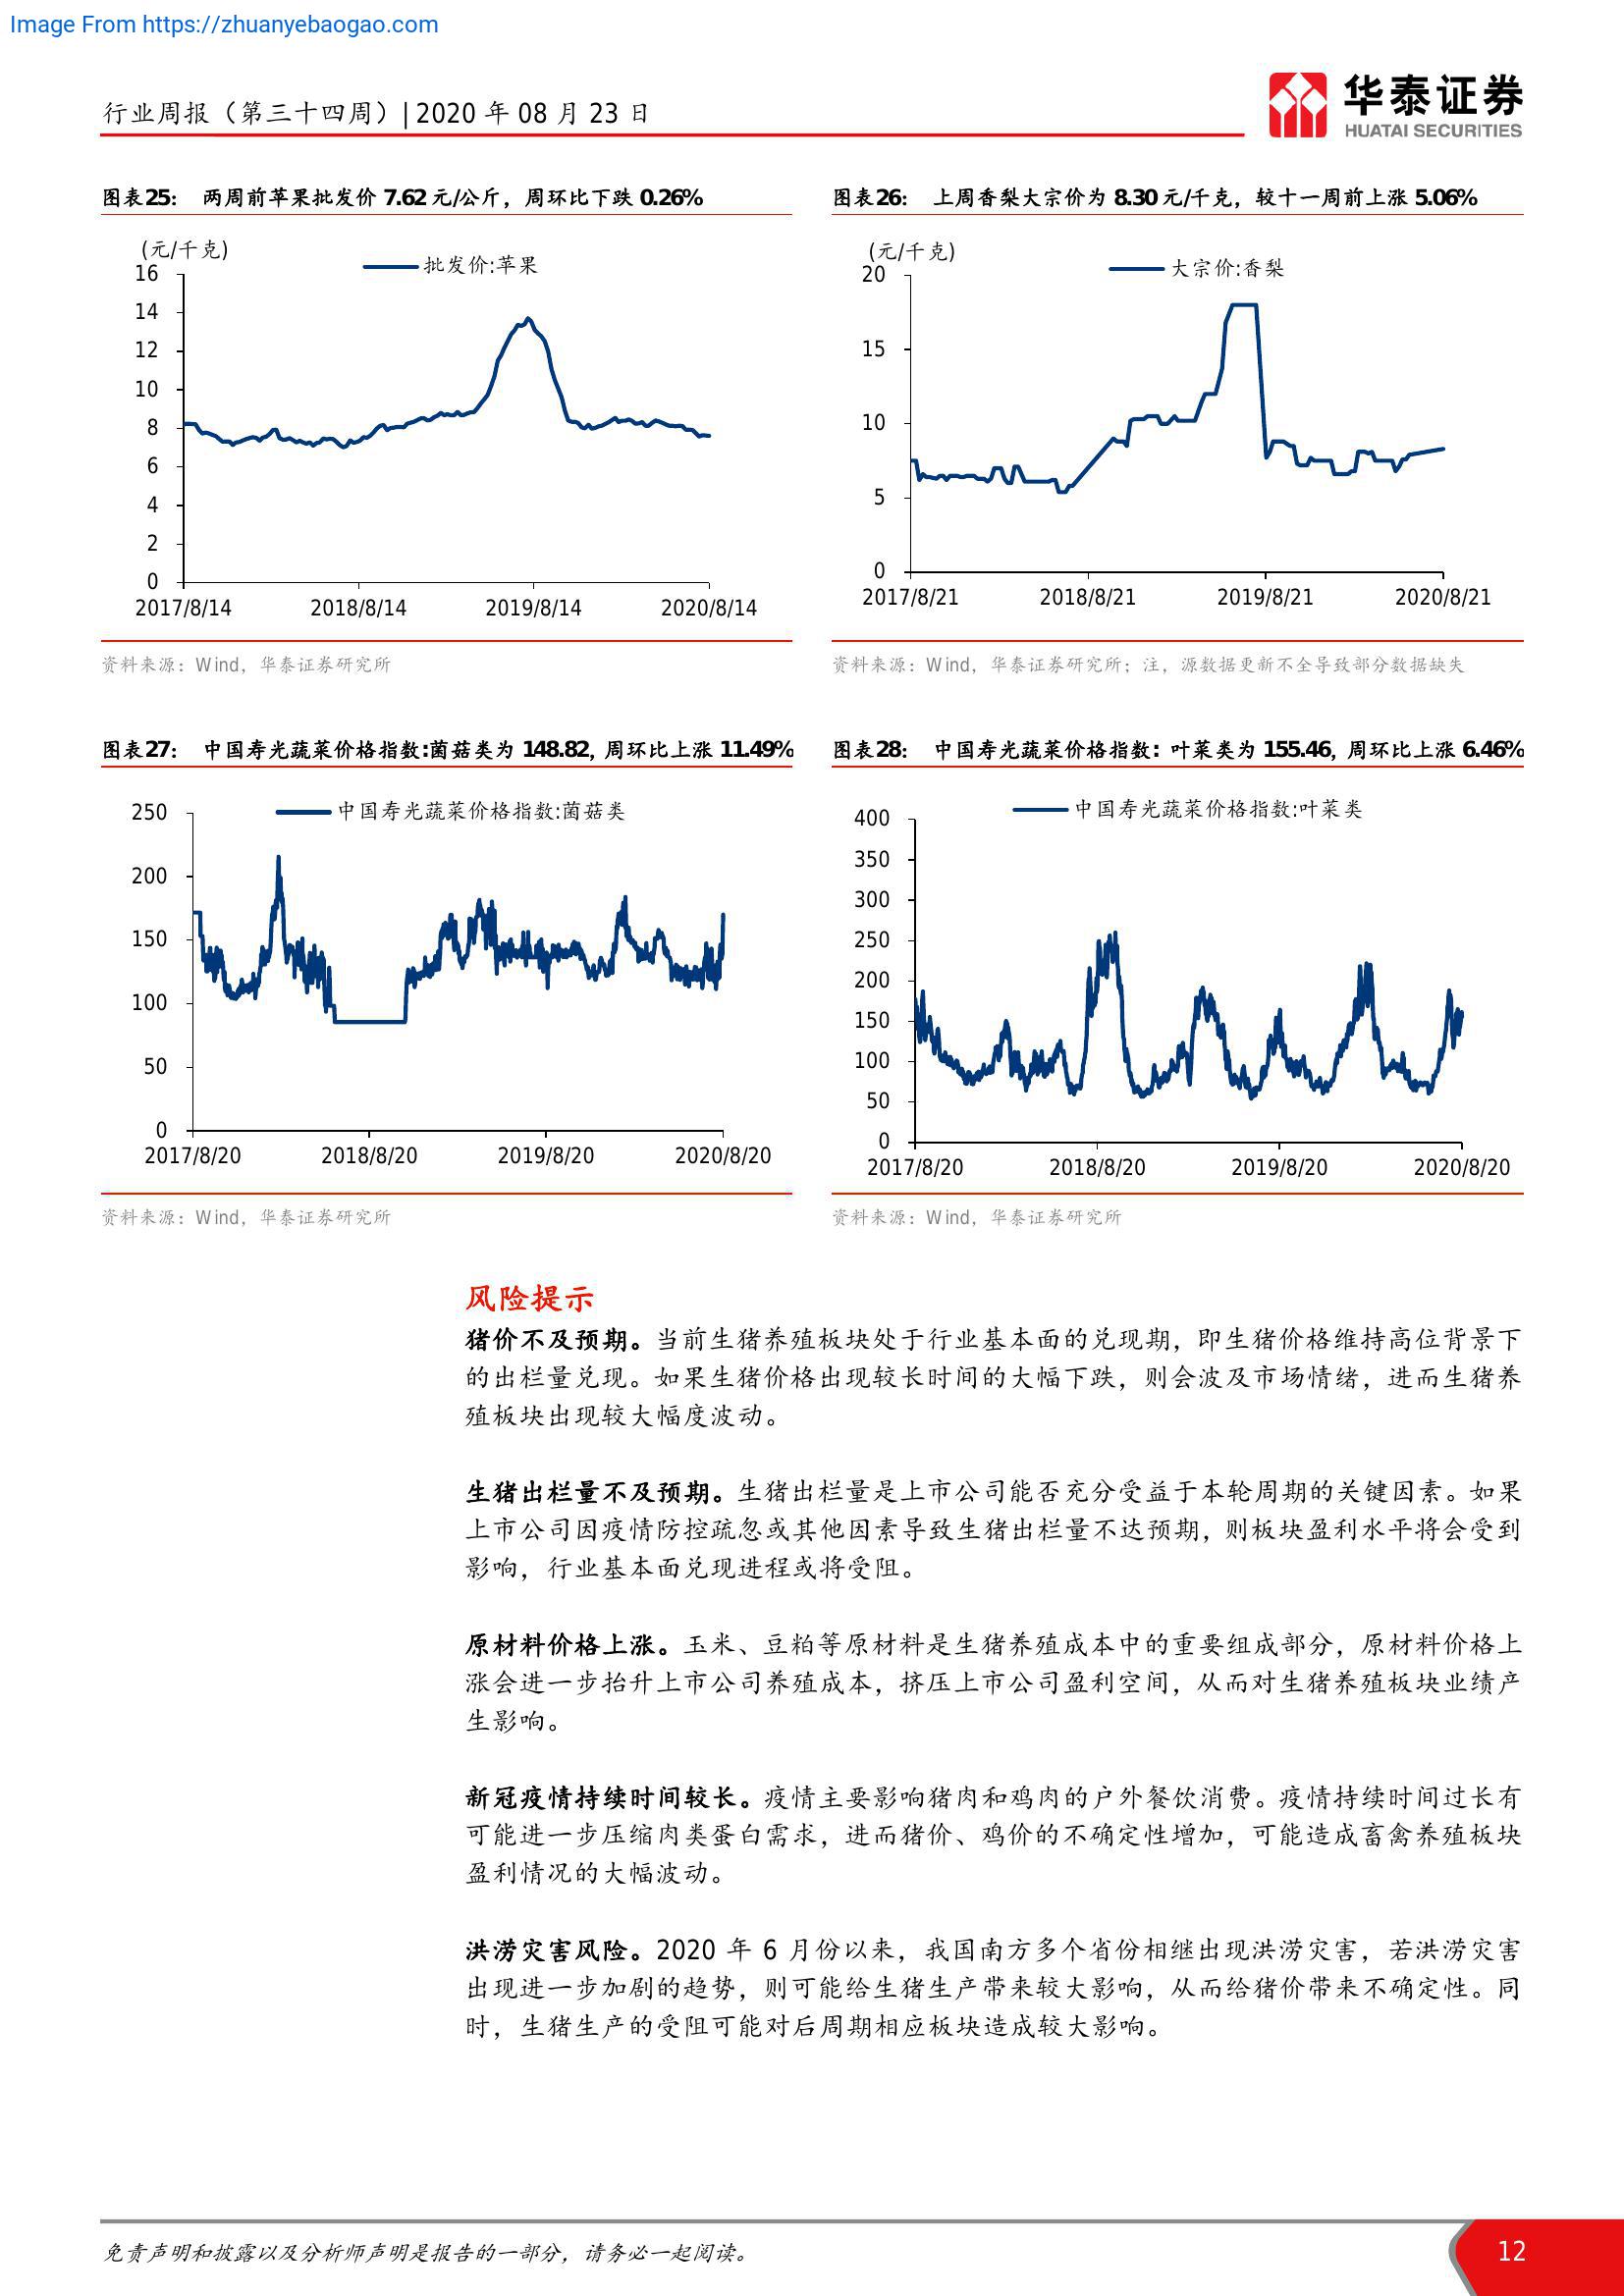 Image From https://zhuanyebaogao.com
行业周报（第三十四周）| 2020 年 08 月 23 日
华泰证券
HUATAI SECURITIES
图表25： 两周前苹果批发价 7.62 元/公斤，周环比下跌 0.26%
(元/千克)
批发价:苹果
16
14
12
10
8
6
4
2
0
2017/8/14 2018/8/14 2019/8/14 2020/8/14
资料来源：Wind，华泰证券研究所
图表26： 上周香梨大宗价为 8.30 元/千克，较十一周前上涨 5.06%
(元/千克)
大宗价:香梨
20
15
10
5
0
2017/8/21 2018/8/21 2019/8/21 2020/8/21
资料来源：Wind，华泰证券研究所；注，源数据更新不全导致部分数据缺失
图表27： 中国寿光蔬菜价格指数:菌菇类为 148.82, 周环比上涨 11.49%
中国寿光蔬菜价格指数:菌菇类
250
200
150
100
50
0
2017/8/20 2018/8/20 2019/8/20 2020/8/20
资料来源：Wind，华泰证券研究所
图表28： 中国寿光蔬菜价格指数：叶菜类为 155.46, 周环比上涨 6.46%
中国寿光蔬菜价格指数:叶菜类
400
350
300
250
200
150
100
50
0
2017/8/20 2018/8/20 2019/8/20 2020/8/20
资料来源：Wind，华泰证券研究所
风险提示
猪价不及预期。当前生猪养殖板块处于行业基本面的兑现期，即生猪价格维持高位背景下
的出栏量兑现。如果生猪价格出现较长时间的大幅下跌，则会波及市场情绪，进而生猪养
殖板块出现较大幅度波动。
生猪出栏量不及预期。生猪出栏量是上市公司能否充分受益于本轮周期的关键因素。如果
上市公司因疫情防控疏忽或其他因素导致生猪出栏量不达预期，则板块盈利水平将会受到
影响，行业基本面兑现进程或将受阻。
原材料价格上涨。玉米、豆粕等原材料是生猪养殖成本中的重要组成部分，原材料价格上
涨会进一步抬升上市公司养殖成本，挤压上市公司盈利空间，从而对生猪养殖板块业绩产
生影响。
新冠疫情持续时间较长。疫情主要影响猪肉和鸡肉的户外餐饮消费。疫情持续时间过长有
可能进一步压缩肉类蛋白需求，进而猪价、鸡价的不确定性增加，可能造成畜禽养殖板块
盈利情况的大幅波动。
洪涝灾害风险。2020 年 6 月份以来，我国南方多个省份相继出现洪涝灾害，若洪涝灾害
出现进一步加剧的趋势，则可能给生猪生产带来较大影响，从而给猪价带来不确定性。同
时，生猪生产的受阻可能对后周期相应板块造成较大影响。
免责声明和披露以及分析师声明是报告的一部分，请务必一起阅读。
12